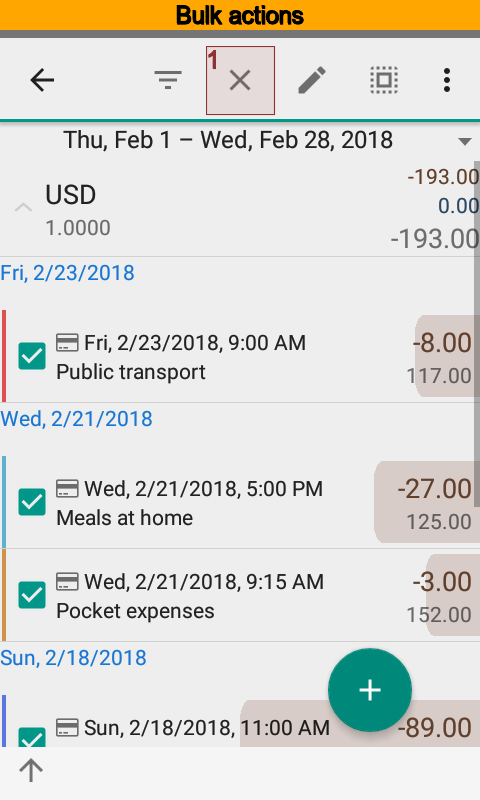 Bulk actions
1
Thu, Feb 1 – Wed, Feb 28, 2018
USD
1.0000
-193.00
0.00
-193.00
Fri, 2/23/2018
Fri, 2/23/2018, 9:00 AM
Public transport
-8.00
117.00
Wed, 2/21/2018
Wed, 2/21/2018, 5:00 PM
Meals at home
-27.00
125.00
Wed, 2/21/2018, 9:15 AM
Pocket expenses
-3.00
152.00
Sun, 2/18/2018
Sun, 2/18/2018, 11:00 AM
-89.00